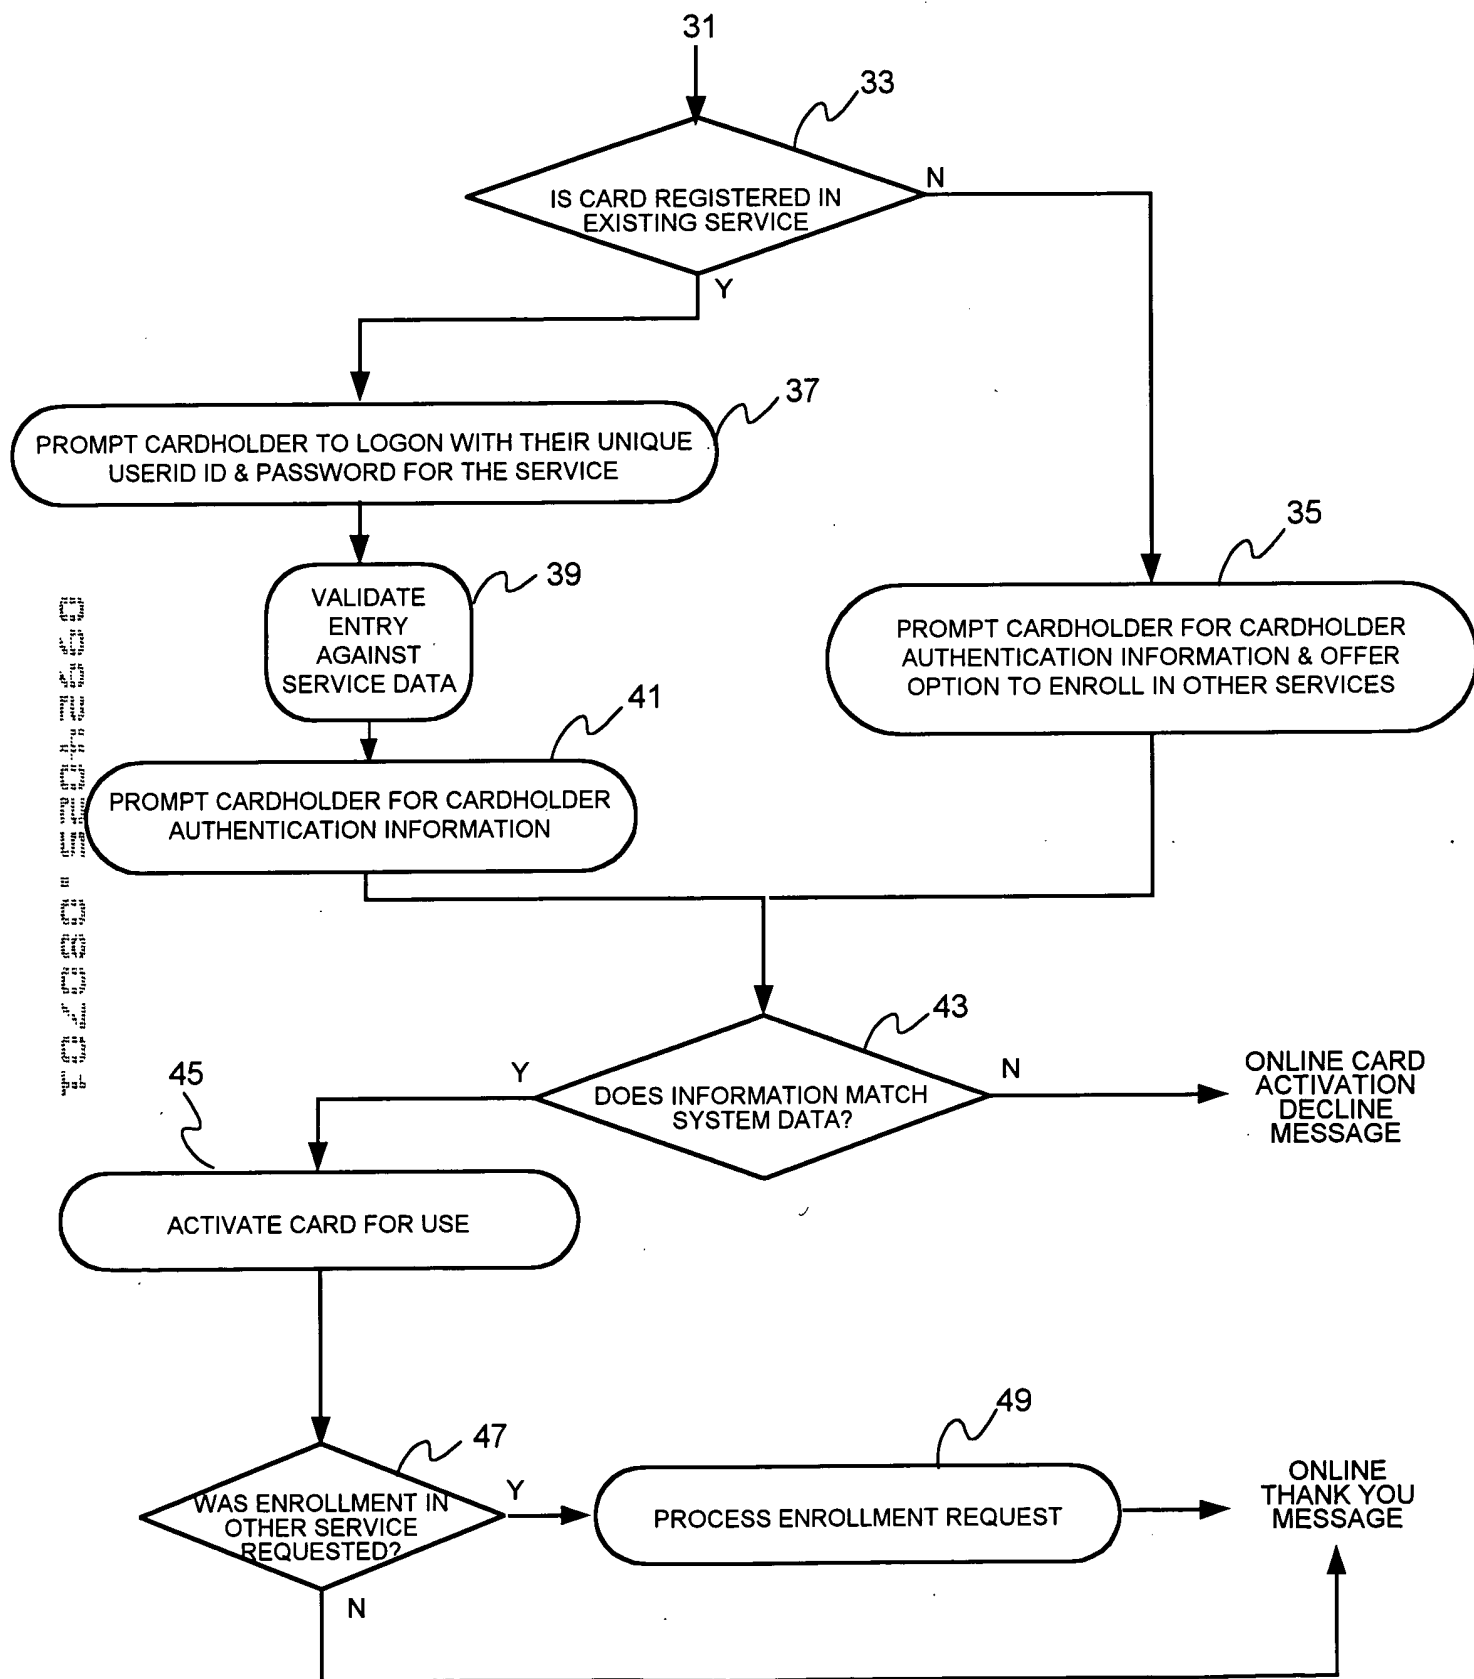 31
33
IS CARD REGISTERED IN
EXISTING SERVICE
N
Y
37
PROMPT CARDHOLDER TO LOGON WITH THEIR UNIQUE
USERID ID & PASSWORD FOR THE SERVICE
35
PROMPT CARDHOLDER FOR CARDHOLDER
AUTHENTICATION INFORMATION & OFFER
OPTION TO ENROLL IN OTHER SERVICES
39
VALIDATE
ENTRY
AGAINST
SERVICE DATA
41
PROMPT CARDHOLDER FOR CARDHOLDER
AUTHENTICATION INFORMATION
43
DOES INFORMATION MATCH
SYSTEM DATA?
Y
N
ONLINE CARD
ACTIVATION
DECLINE
MESSAGE
45
ACTIVATE CARD FOR USE
47
WAS ENROLLMENT IN
OTHER SERVICE
REQUESTED?
Y
N
49
PROCESS ENROLLMENT REQUEST
ONLINE
THANK YOU
MESSAGE